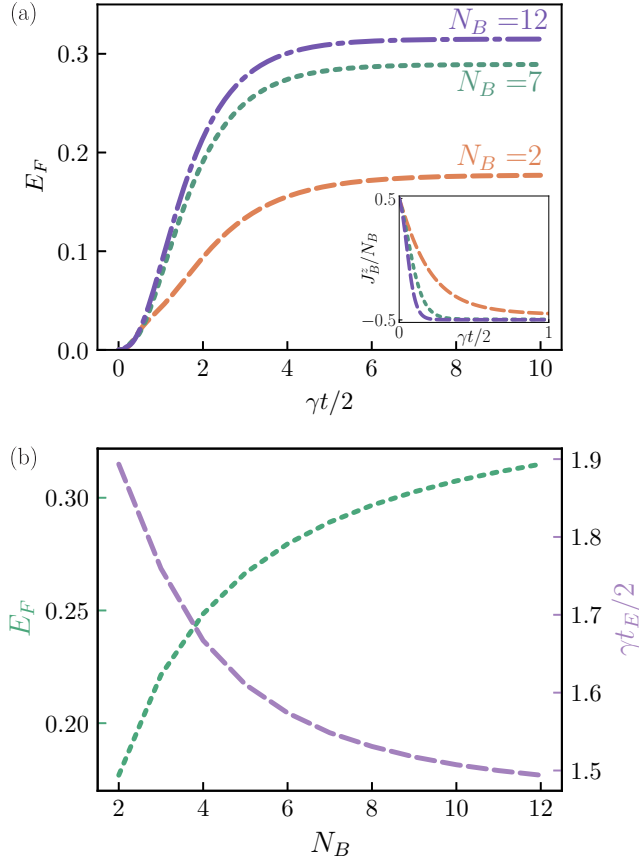 (a)
N_B =12
N_B =7
N_B =2
E_F
0.3
0.2
0.1
0.0
0 2 4 6 8 10
γt/2
J_B^z/N_B
0.5
−0.5
0 1
γt/2
(b)
E_F
0.30
0.25
0.20
1.9
1.8
1.7
1.6
1.5
γt_E/2
2 4 6 8 10 12
N_B